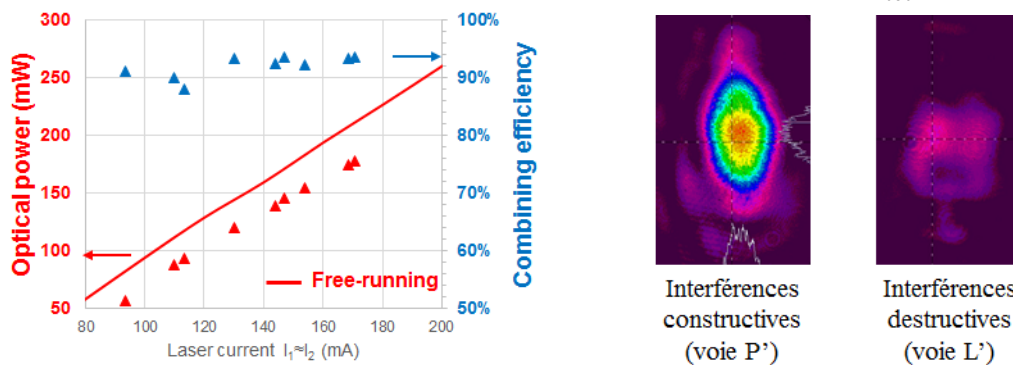 Optical power (mW)
300
250
200
150
100
50
100%
90%
80%
70%
60%
50%
Combining efficiency
Free-running
80
100
120
140
160
180
200
Laser current I₁≈I₂ (mA)
Interférences
constructives
(voie P’)
Interférences
destructives
(voie L’)